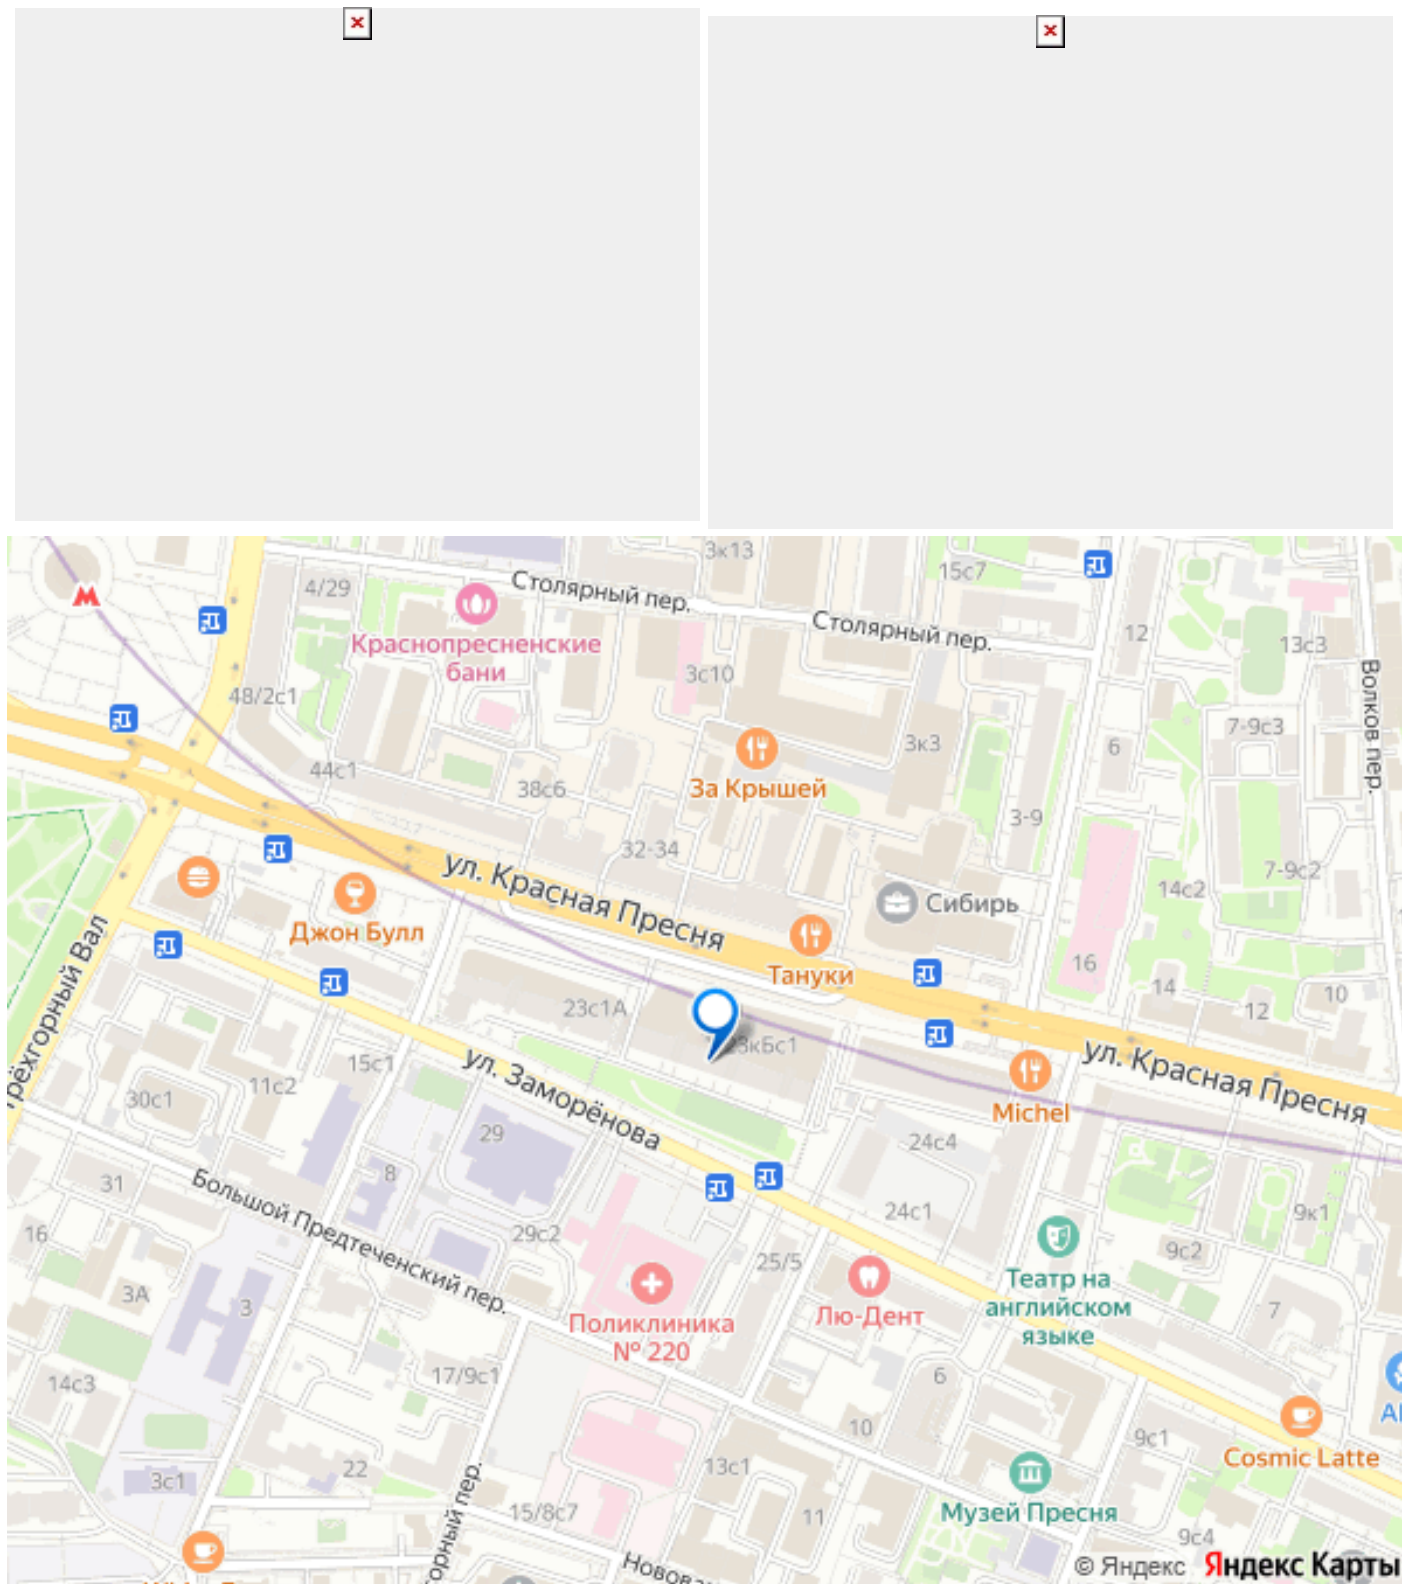 3к13
15с7
4/29
Столярный пер.
Столярный пер.
12
13с3
Краснопресненские
бани
3с10
Волков пер.
48/2с1
7-9с3
6
3к3
44с1
38с6
За Крышей
3-9
32-34
ул. Красная Пресня
7-9с2
14с2
Сибирь
Джон Булл
Тануки
16
14
12
10
рёхгорный Вал
23с1А
23кБс1
ул. Красная Пресня
15с1
ул. Заморёнова
11с2
30с1
Michel
29
24с4
8
31
Большой Предтеченский пер.
24с1
9к1
16
29с2
9с2
25/5
3А
3
Театр на
английском
языке
7
Лю-Дент
Поликлиника
№ 220
14с3
17/9с1
6
10
9с1
Cosmic Latte
3с1
22
13с1
Музей Пресня
15/8с7
11
9с4
орный пер.
© Яндекс Яндекс Карты